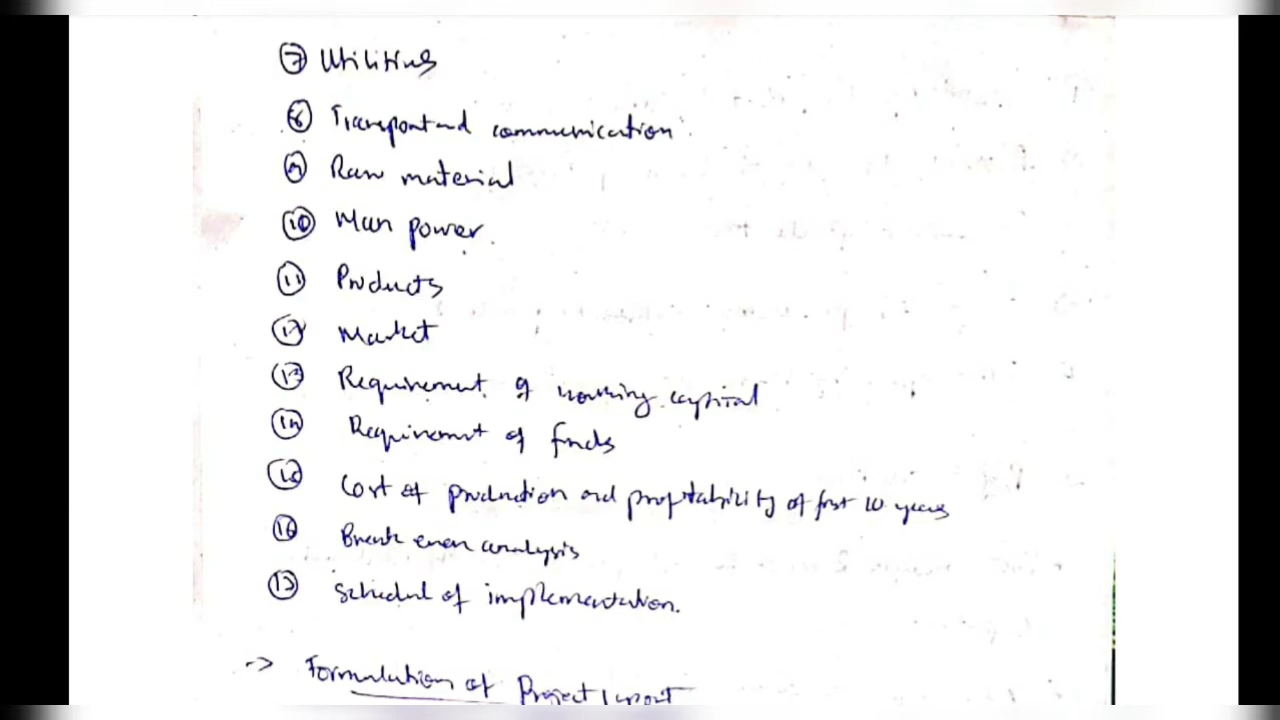 ⑦ Utilities
⑧ Transport and communication
⑨ Raw material
⑩ Man power.
⑪ Products
⑫ Market
⑬ Requirement of working capital
⑭ Requirement of funds
⑮ Cost of production and profitability of first 10 years
⑯ Break even analysis
⑰ Schedul of implementation.
-> Formulation of Project report